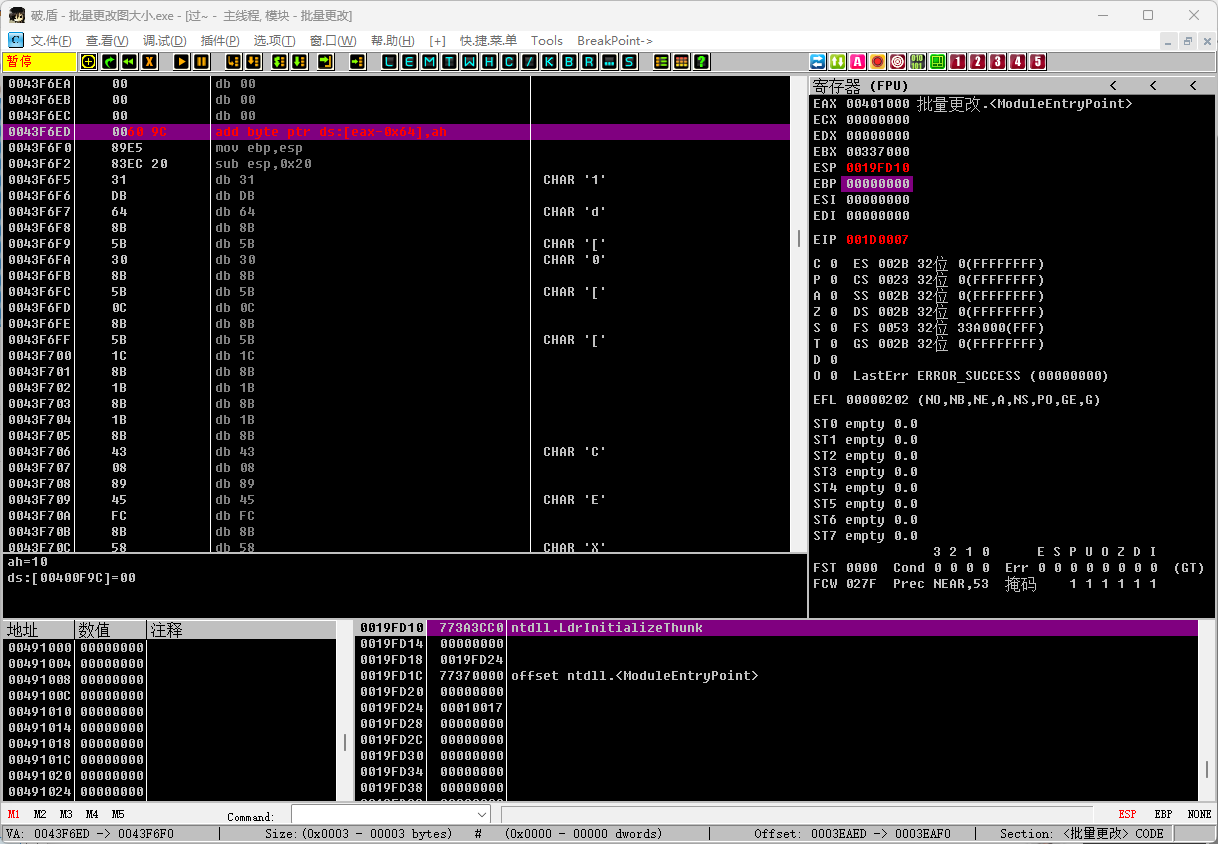 破.盾 - 批量更改图大小.exe - [过~ - 主线程, 模块 - 批量更改]
文.件(F) 查.看(V) 调.试(D) 插件(P) 选.项(T) 窗.口(W) 帮.助(H) [+] 快.捷.菜.单 Tools BreakPoint->
暂停 X L E M T W H C / K B R ... S ? A 010 101 1 2 3 4 5
0043F6EA 00 db 00
0043F6EB 00 db 00
0043F6EC 00 db 00
0043F6ED 0060 9C add byte ptr ds:[eax-0x64],ah
0043F6F0 89E5 mov ebp,esp
0043F6F2 83EC 20 sub esp,0x20
0043F6F5 31 db 31 CHAR '1'
0043F6F6 DB db DB
0043F6F7 64 db 64 CHAR 'd'
0043F6F8 8B db 8B
0043F6F9 5B db 5B CHAR '['
0043F6FA 30 db 30 CHAR '0'
0043F6FB 8B db 8B
0043F6FC 5B db 5B CHAR '['
0043F6FD 0C db 0C
0043F6FE 8B db 8B
0043F6FF 5B db 5B CHAR '['
0043F700 1C db 1C
0043F701 8B db 8B
0043F702 1B db 1B
0043F703 8B db 8B
0043F704 1B db 1B
0043F705 8B db 8B
0043F706 43 db 43 CHAR 'C'
0043F707 08 db 08
0043F708 89 db 89
0043F709 45 db 45 CHAR 'E'
0043F70A FC db FC
0043F70B 8B db 8B
0043F70C 58 db 58 CHAR 'X'
ah=10
ds:[00400F9C]=00
寄存器 (FPU) < < <
EAX 00401000 批量更改.<ModuleEntryPoint>
ECX 00000000
EDX 00000000
EBX 00337000
ESP 0019FD10
EBP 00000000
ESI 00000000
EDI 00000000
EIP 001D0007
C 0 ES 002B 32位 0(FFFFFFFF)
P 0 CS 0023 32位 0(FFFFFFFF)
A 0 SS 002B 32位 0(FFFFFFFF)
Z 0 DS 002B 32位 0(FFFFFFFF)
S 0 FS 0053 32位 33A000(FFF)
T 0 GS 002B 32位 0(FFFFFFFF)
D 0
O 0 LastErr ERROR_SUCCESS (00000000)
EFL 00000202 (NO,NB,NE,A,NS,PO,GE,G)
ST0 empty 0.0
ST1 empty 0.0
ST2 empty 0.0
ST3 empty 0.0
ST4 empty 0.0
ST5 empty 0.0
ST6 empty 0.0
ST7 empty 0.0
3 2 1 0 E S P U O Z D I
FST 0000 Cond 0 0 0 0 Err 0 0 0 0 0 0 0 0 (GT)
FCW 027F Prec NEAR,53 掩码 1 1 1 1 1 1
地址 数值 注释
00491000 00000000
00491004 00000000
00491008 00000000
0049100C 00000000
00491010 00000000
00491014 00000000
00491018 00000000
0049101C 00000000
00491020 00000000
00491024 00000000
0019FD10 773A3CC0 ntdll.LdrInitializeThunk
0019FD14 00000000
0019FD18 0019FD24
0019FD1C 77370000 offset ntdll.<ModuleEntryPoint>
0019FD20 00000000
0019FD24 00010017
0019FD28 00000000
0019FD2C 00000000
0019FD30 00000000
0019FD34 00000000
0019FD38 00000000
M1 M2 M3 M4 M5 Command: ESP EBP NONE
VA: 0043F6ED -> 0043F6F0 Size: (0x0003 - 00003 bytes) # (0x0000 - 00000 dwords) Offset: 0003EAED -> 0003EAF0 Section: <批量更改> CODE